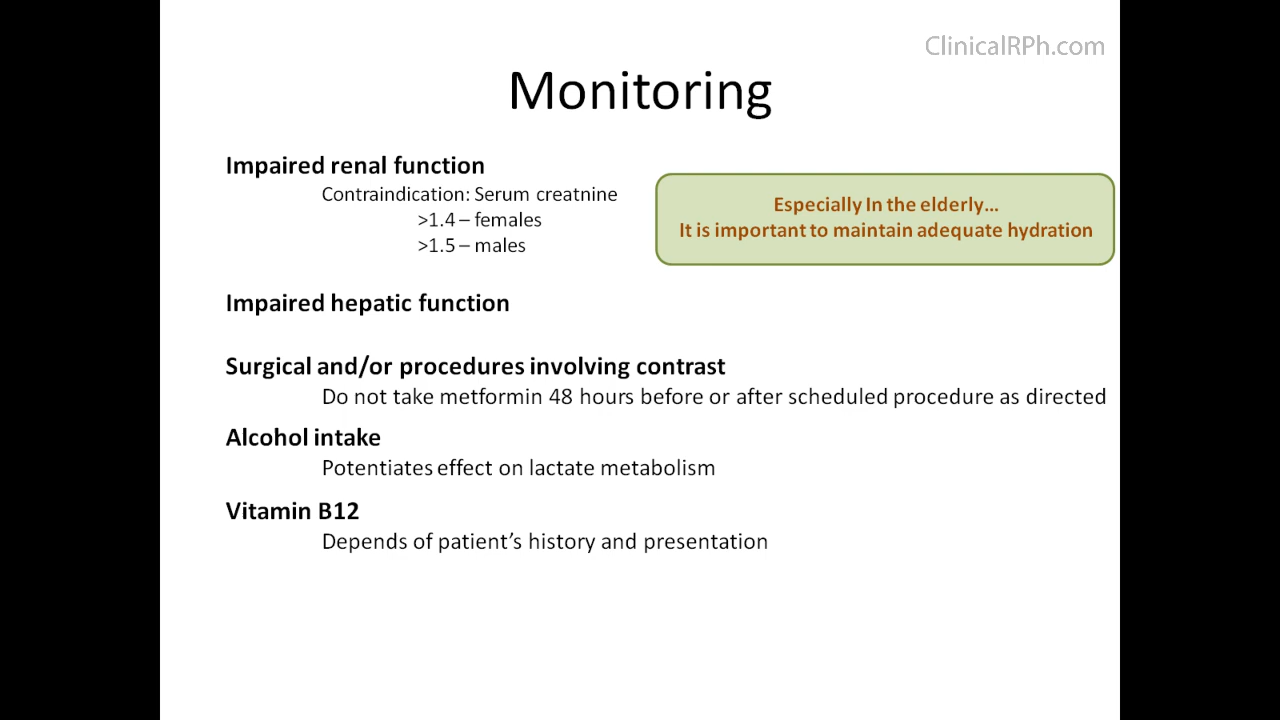 ClinicalRPh.com
Monitoring
Impaired renal function
Contraindication: Serum creatnine
>1.4 – females
>1.5 – males
Especially In the elderly…
It is important to maintain adequate hydration
Impaired hepatic function
Surgical and/or procedures involving contrast
Do not take metformin 48 hours before or after scheduled procedure as directed
Alcohol intake
Potentiates effect on lactate metabolism
Vitamin B12
Depends of patient’s history and presentation